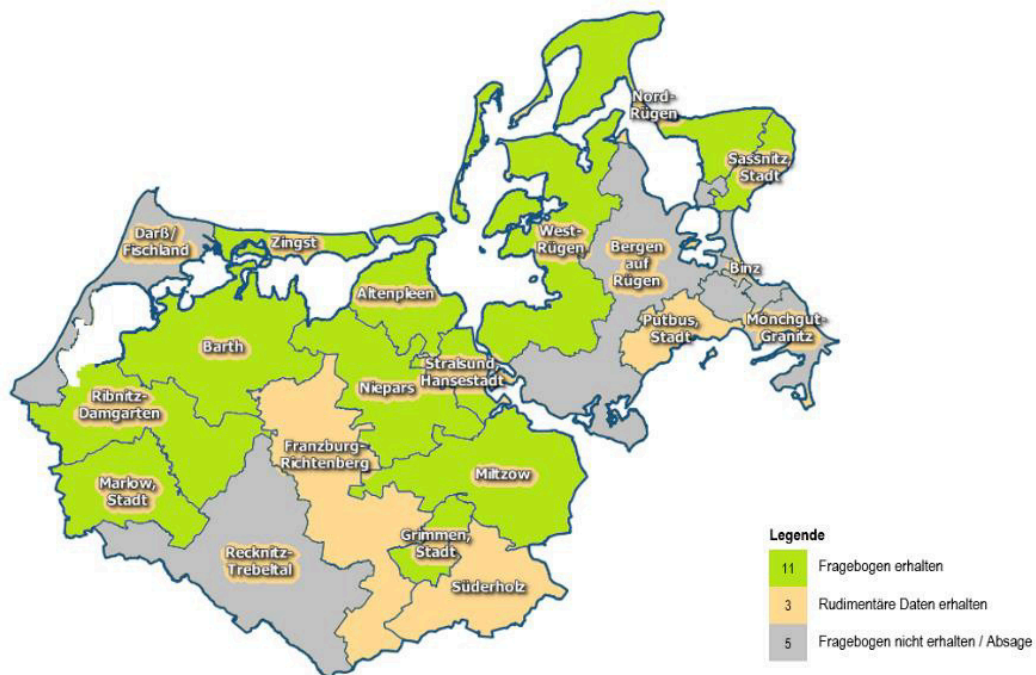 Nord-
Rügen
Sassnitz,
Stadt
Darß/
Fischland
Zingst
West-
Rügen
Bergen
auf
Rügen
Binz
Altenpleen
Putbus,
Stadt
Mönchgut-
Granitz
Barth
Stralsund,
Hansestadt
Niepars
Ribnitz-
Damgarten
Franzburg-
Richtenberg
Miltzow
Marlow,
Stadt
Grimmen,
Stadt
Recknitz-
Trebeltal
Süderholz
Legende
11 Fragebogen erhalten
3 Rudimentäre Daten erhalten
5 Fragebogen nicht erhalten / Absage